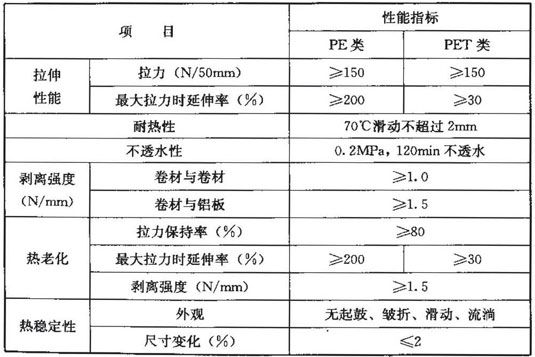 项 目 性能指标
PE 类 PET 类
拉伸性能 拉力（N/50mm） ≥150 ≥150
最大拉力时延伸率（%） ≥200 ≥30
耐热性 70℃滑动不超过 2mm
不透水性 0.2MPa，120min 不透水
剥离强度（N/mm） 卷材与卷材 ≥1.0
卷材与铝板 ≥1.5
热老化 拉力保持率（%） ≥80
最大拉力时延伸率（%） ≥200 ≥30
剥离强度（N/mm） ≥1.5
热稳定性 外观 无起鼓、皱折、滑动、流淌
尺寸变化（%） ≤2